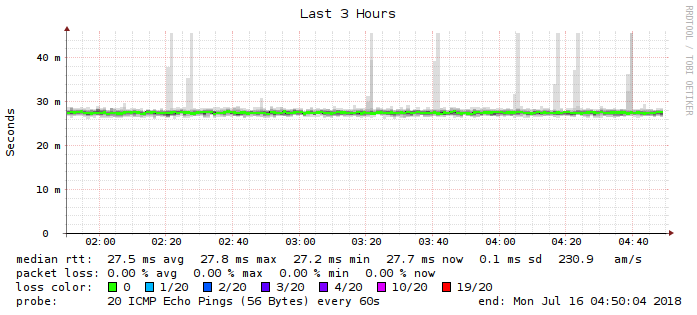 Last 3 Hours
RRDTOOL / TOBI OETIKER
Seconds
40 m
30 m
20 m
10 m
0
02:00 02:20 02:40 03:00 03:20 03:40 04:00 04:20 04:40
median rtt: 27.5 ms avg 27.8 ms max 27.2 ms min 27.7 ms now 0.1 ms sd 230.9 am/s
packet loss: 0.00 % avg 0.00 % max 0.00 % min 0.00 % now
loss color: 0 1/20 2/20 3/20 4/20 10/20 19/20
probe: 20 ICMP Echo Pings (56 Bytes) every 60s end: Mon Jul 16 04:50:04 2018